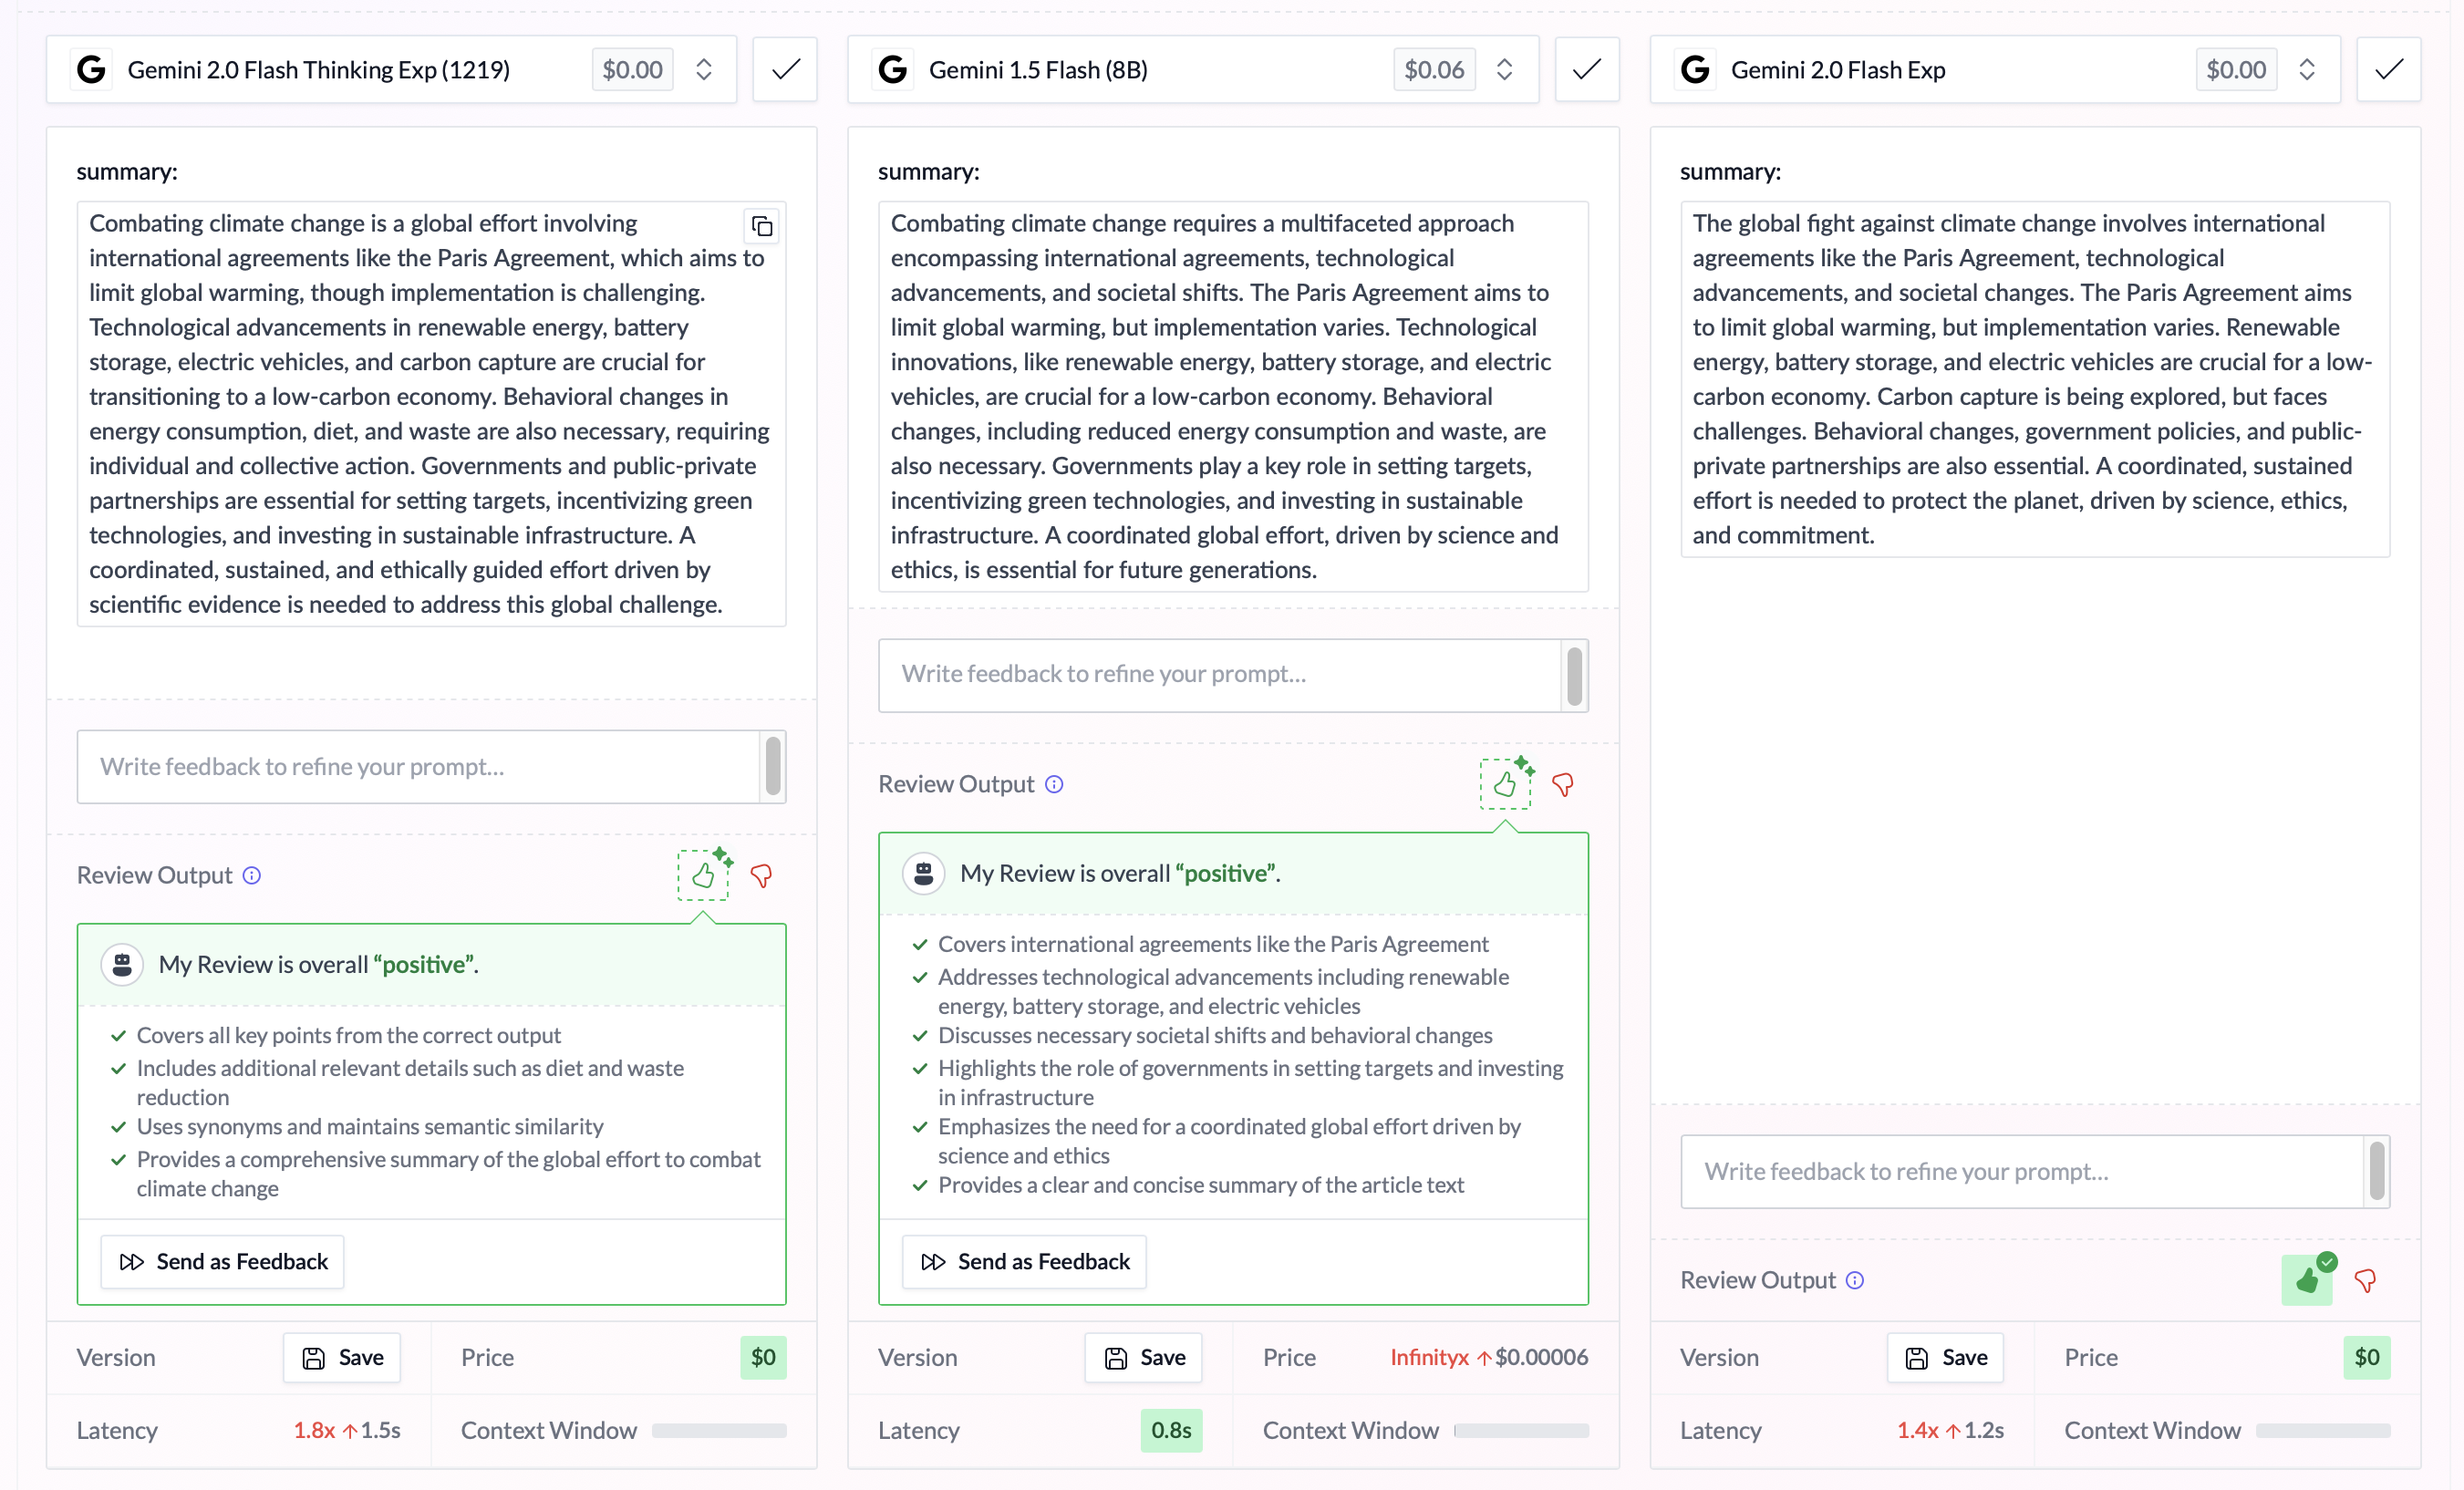 Gemini 2.0 Flash Thinking Exp (1219) $0.00
summary:
Combating climate change is a global effort involving
international agreements like the Paris Agreement, which aims to
limit global warming, though implementation is challenging.
Technological advancements in renewable energy, battery
storage, electric vehicles, and carbon capture are crucial for
transitioning to a low-carbon economy. Behavioral changes in
energy consumption, diet, and waste are also necessary, requiring
individual and collective action. Governments and public-private
partnerships are essential for setting targets, incentivizing green
technologies, and investing in sustainable infrastructure. A
coordinated, sustained, and ethically guided effort driven by
scientific evidence is needed to address this global challenge.
Write feedback to refine your prompt...
Review Output
My Review is overall “positive”.
Covers all key points from the correct output
Includes additional relevant details such as diet and waste
reduction
Uses synonyms and maintains semantic similarity
Provides a comprehensive summary of the global effort to combat
climate change
Send as Feedback
Version Save Price $0
Latency 1.8x ↑1.5s Context Window
Gemini 1.5 Flash (8B) $0.06
summary:
Combating climate change requires a multifaceted approach
encompassing international agreements, technological
advancements, and societal shifts. The Paris Agreement aims to
limit global warming, but implementation varies. Technological
innovations, like renewable energy, battery storage, and electric
vehicles, are crucial for a low-carbon economy. Behavioral
changes, including reduced energy consumption and waste, are
also necessary. Governments play a key role in setting targets,
incentivizing green technologies, and investing in sustainable
infrastructure. A coordinated global effort, driven by science and
ethics, is essential for future generations.
Write feedback to refine your prompt...
Review Output
My Review is overall “positive”.
Covers international agreements like the Paris Agreement
Addresses technological advancements including renewable
energy, battery storage, and electric vehicles
Discusses necessary societal shifts and behavioral changes
Highlights the role of governments in setting targets and investing
in infrastructure
Emphasizes the need for a coordinated global effort driven by
science and ethics
Provides a clear and concise summary of the article text
Send as Feedback
Version Save Price Infinityx ↑$0.00006
Latency 0.8s Context Window
Gemini 2.0 Flash Exp $0.00
summary:
The global fight against climate change involves international
agreements like the Paris Agreement, technological
advancements, and societal changes. The Paris Agreement aims
to limit global warming, but implementation varies. Renewable
energy, battery storage, and electric vehicles are crucial for a low-
carbon economy. Carbon capture is being explored, but faces
challenges. Behavioral changes, government policies, and public-
private partnerships are also essential. A coordinated, sustained
effort is needed to protect the planet, driven by science, ethics,
and commitment.
Write feedback to refine your prompt...
Review Output
Version Save Price $0
Latency 1.4x ↑1.2s Context Window